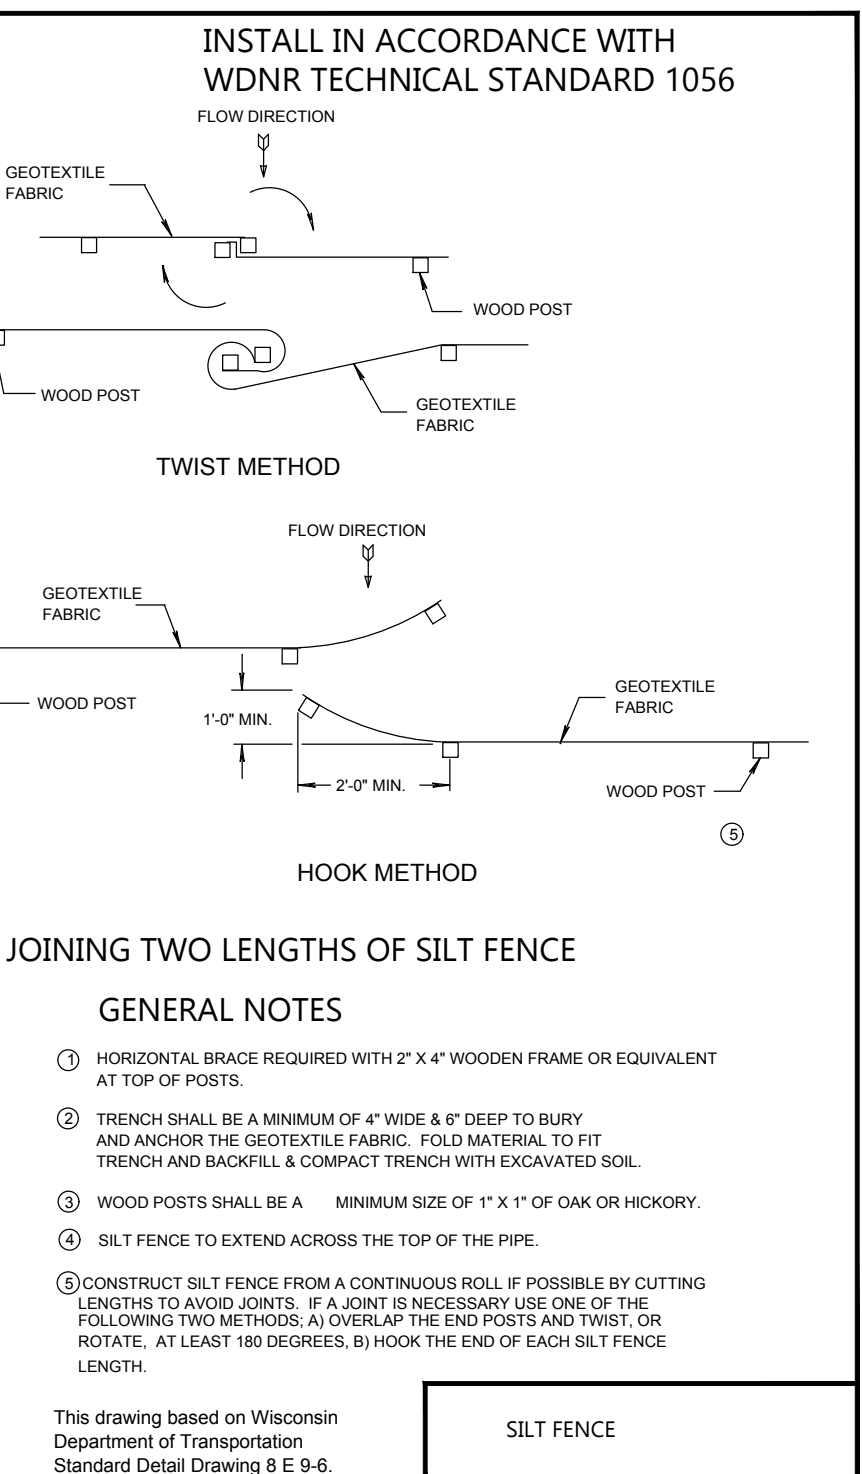 INSTALL IN ACCORDANCE WITH
WDNR TECHNICAL STANDARD 1056
FLOW DIRECTION
GEOTEXTILE
FABRIC
WOOD POST
WOOD POST
GEOTEXTILE
FABRIC
TWIST METHOD
FLOW DIRECTION
GEOTEXTILE
FABRIC
WOOD POST
1'-0" MIN.
GEOTEXTILE
FABRIC
2'-0" MIN.
WOOD POST
5
HOOK METHOD
JOINING TWO LENGTHS OF SILT FENCE
GENERAL NOTES
1 HORIZONTAL BRACE REQUIRED WITH 2" X 4" WOODEN FRAME OR EQUIVALENT
AT TOP OF POSTS.
2 TRENCH SHALL BE A MINIMUM OF 4" WIDE & 6" DEEP TO BURY
AND ANCHOR THE GEOTEXTILE FABRIC. FOLD MATERIAL TO FIT
TRENCH AND BACKFILL & COMPACT TRENCH WITH EXCAVATED SOIL.
3 WOOD POSTS SHALL BE A MINIMUM SIZE OF 1" X 1" OF OAK OR HICKORY.
4 SILT FENCE TO EXTEND ACROSS THE TOP OF THE PIPE.
5 CONSTRUCT SILT FENCE FROM A CONTINUOUS ROLL IF POSSIBLE BY CUTTING
LENGTHS TO AVOID JOINTS. IF A JOINT IS NECESSARY USE ONE OF THE
FOLLOWING TWO METHODS; A) OVERLAP THE END POSTS AND TWIST, OR
ROTATE, AT LEAST 180 DEGREES, B) HOOK THE END OF EACH SILT FENCE
LENGTH.
This drawing based on Wisconsin
Department of Transportation
Standard Detail Drawing 8 E 9-6.
SILT FENCE